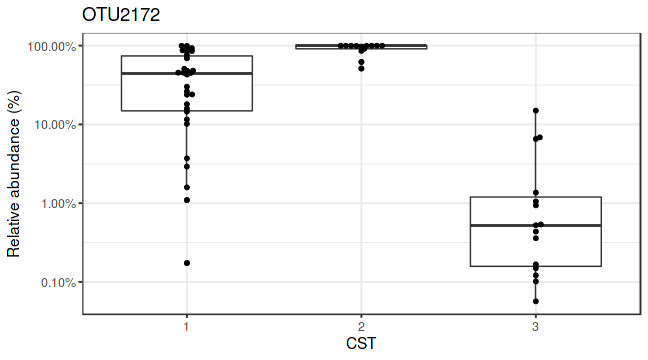 OTU2172
Relative abundance (%)
100.00%
10.00%
1.00%
0.10%
1 2 3
CST